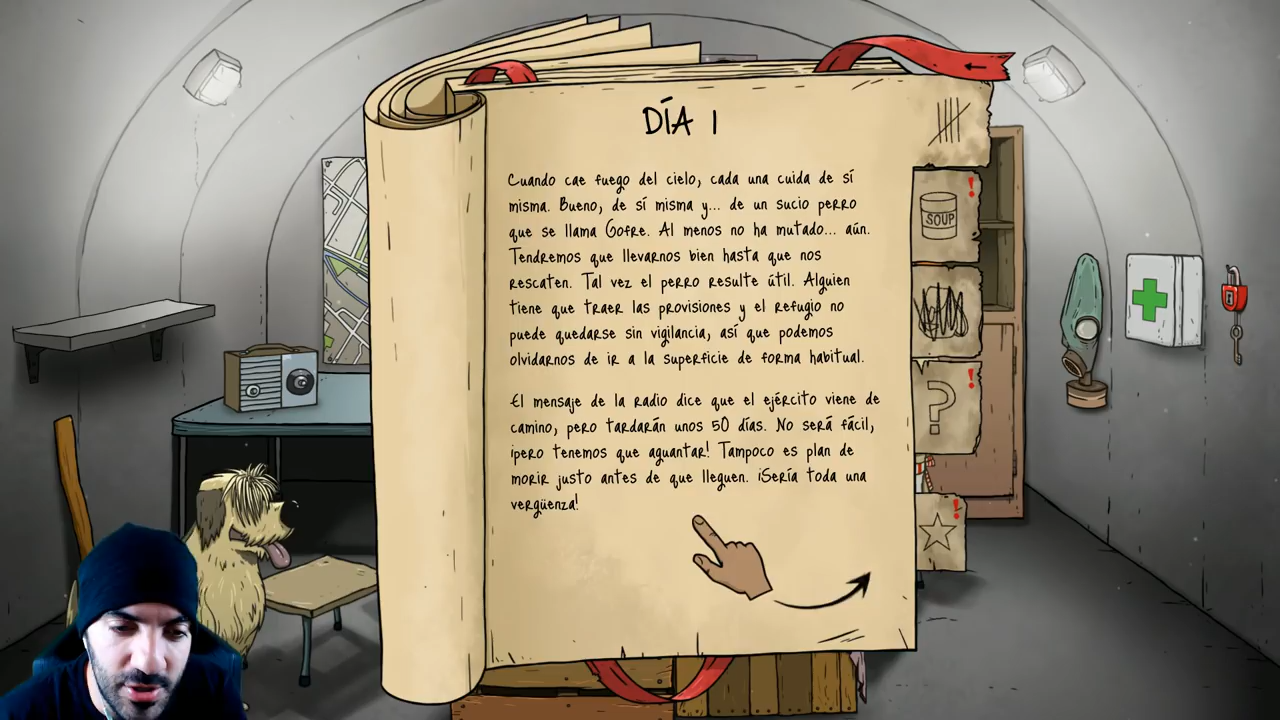 DÍA 1
Cuando cae fuego del cielo, cada una cuida de sí
misma. Bueno, de sí misma y... de un sucio perro
que se llama Gofre. Al menos no ha mutado... aún.
Tendremos que llevarnos bien hasta que nos
rescaten. Tal vez el perro resulte útil. Alguien
tiene que traer las provisiones y el refugio no
puede quedarse sin vigilancia, así que podemos
olvidarnos de ir a la superficie de forma habitual.
El mensaje de la radio dice que el ejército viene de
camino, pero tardarán unos 50 días. No será fácil,
¡pero tenemos que aguantar! Tampoco es plan de
morir justo antes de que lleguen. ¡Sería toda una
vergüenza!
!
SOUP
!
?
!